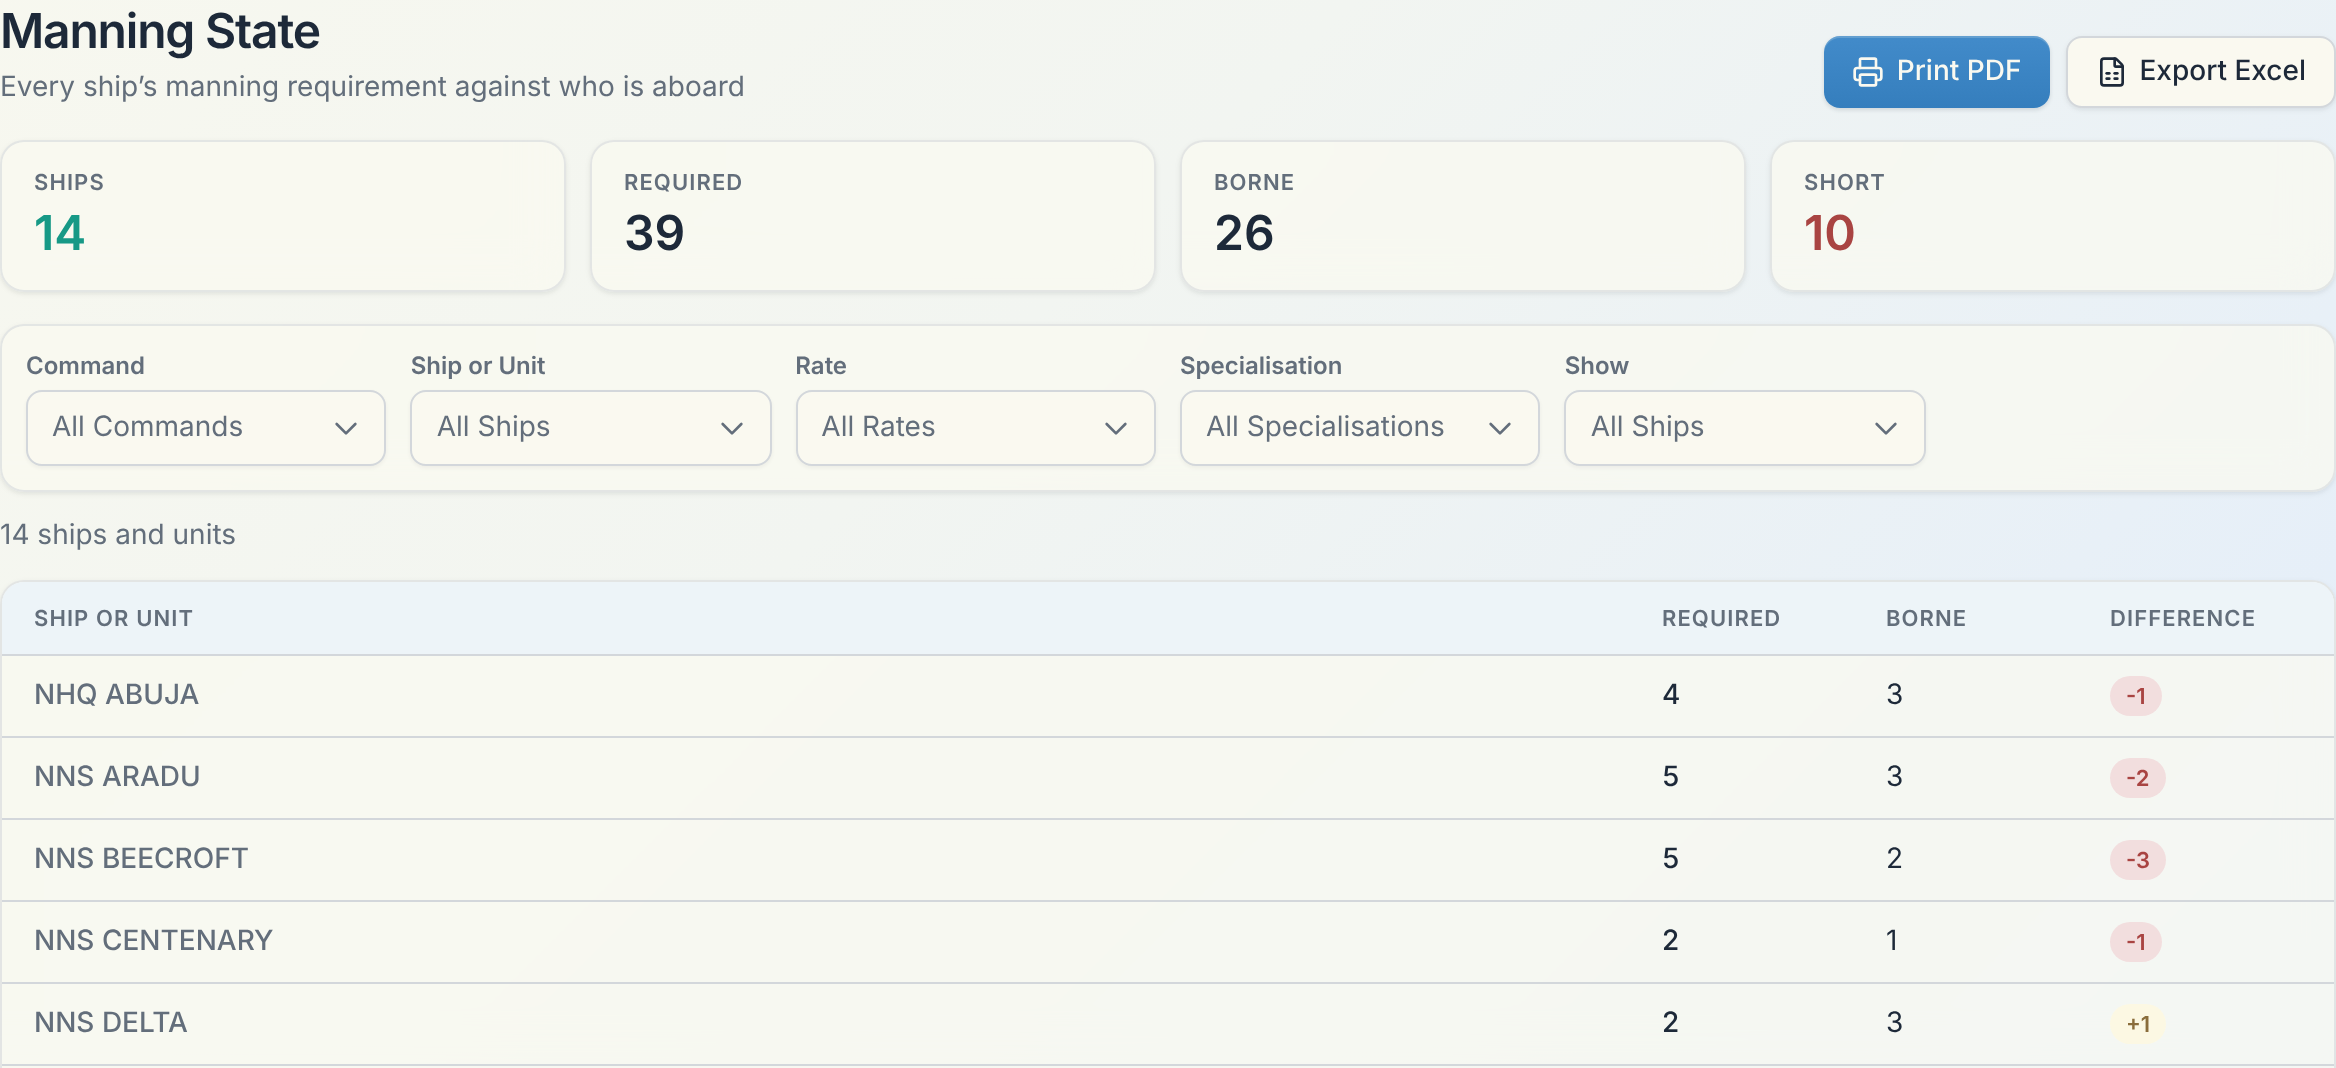 Manning State
Every ship’s manning requirement against who is aboard
Print PDF
Export Excel
SHIPS
14
REQUIRED
39
BORNE
26
SHORT
10
Command
Ship or Unit
Rate
Specialisation
Show
All Commands
All Ships
All Rates
All Specialisations
All Ships
14 ships and units
SHIP OR UNIT REQUIRED BORNE DIFFERENCE
NHQ ABUJA 4 3 -1
NNS ARADU 5 3 -2
NNS BEECROFT 5 2 -3
NNS CENTENARY 2 1 -1
NNS DELTA 2 3 +1